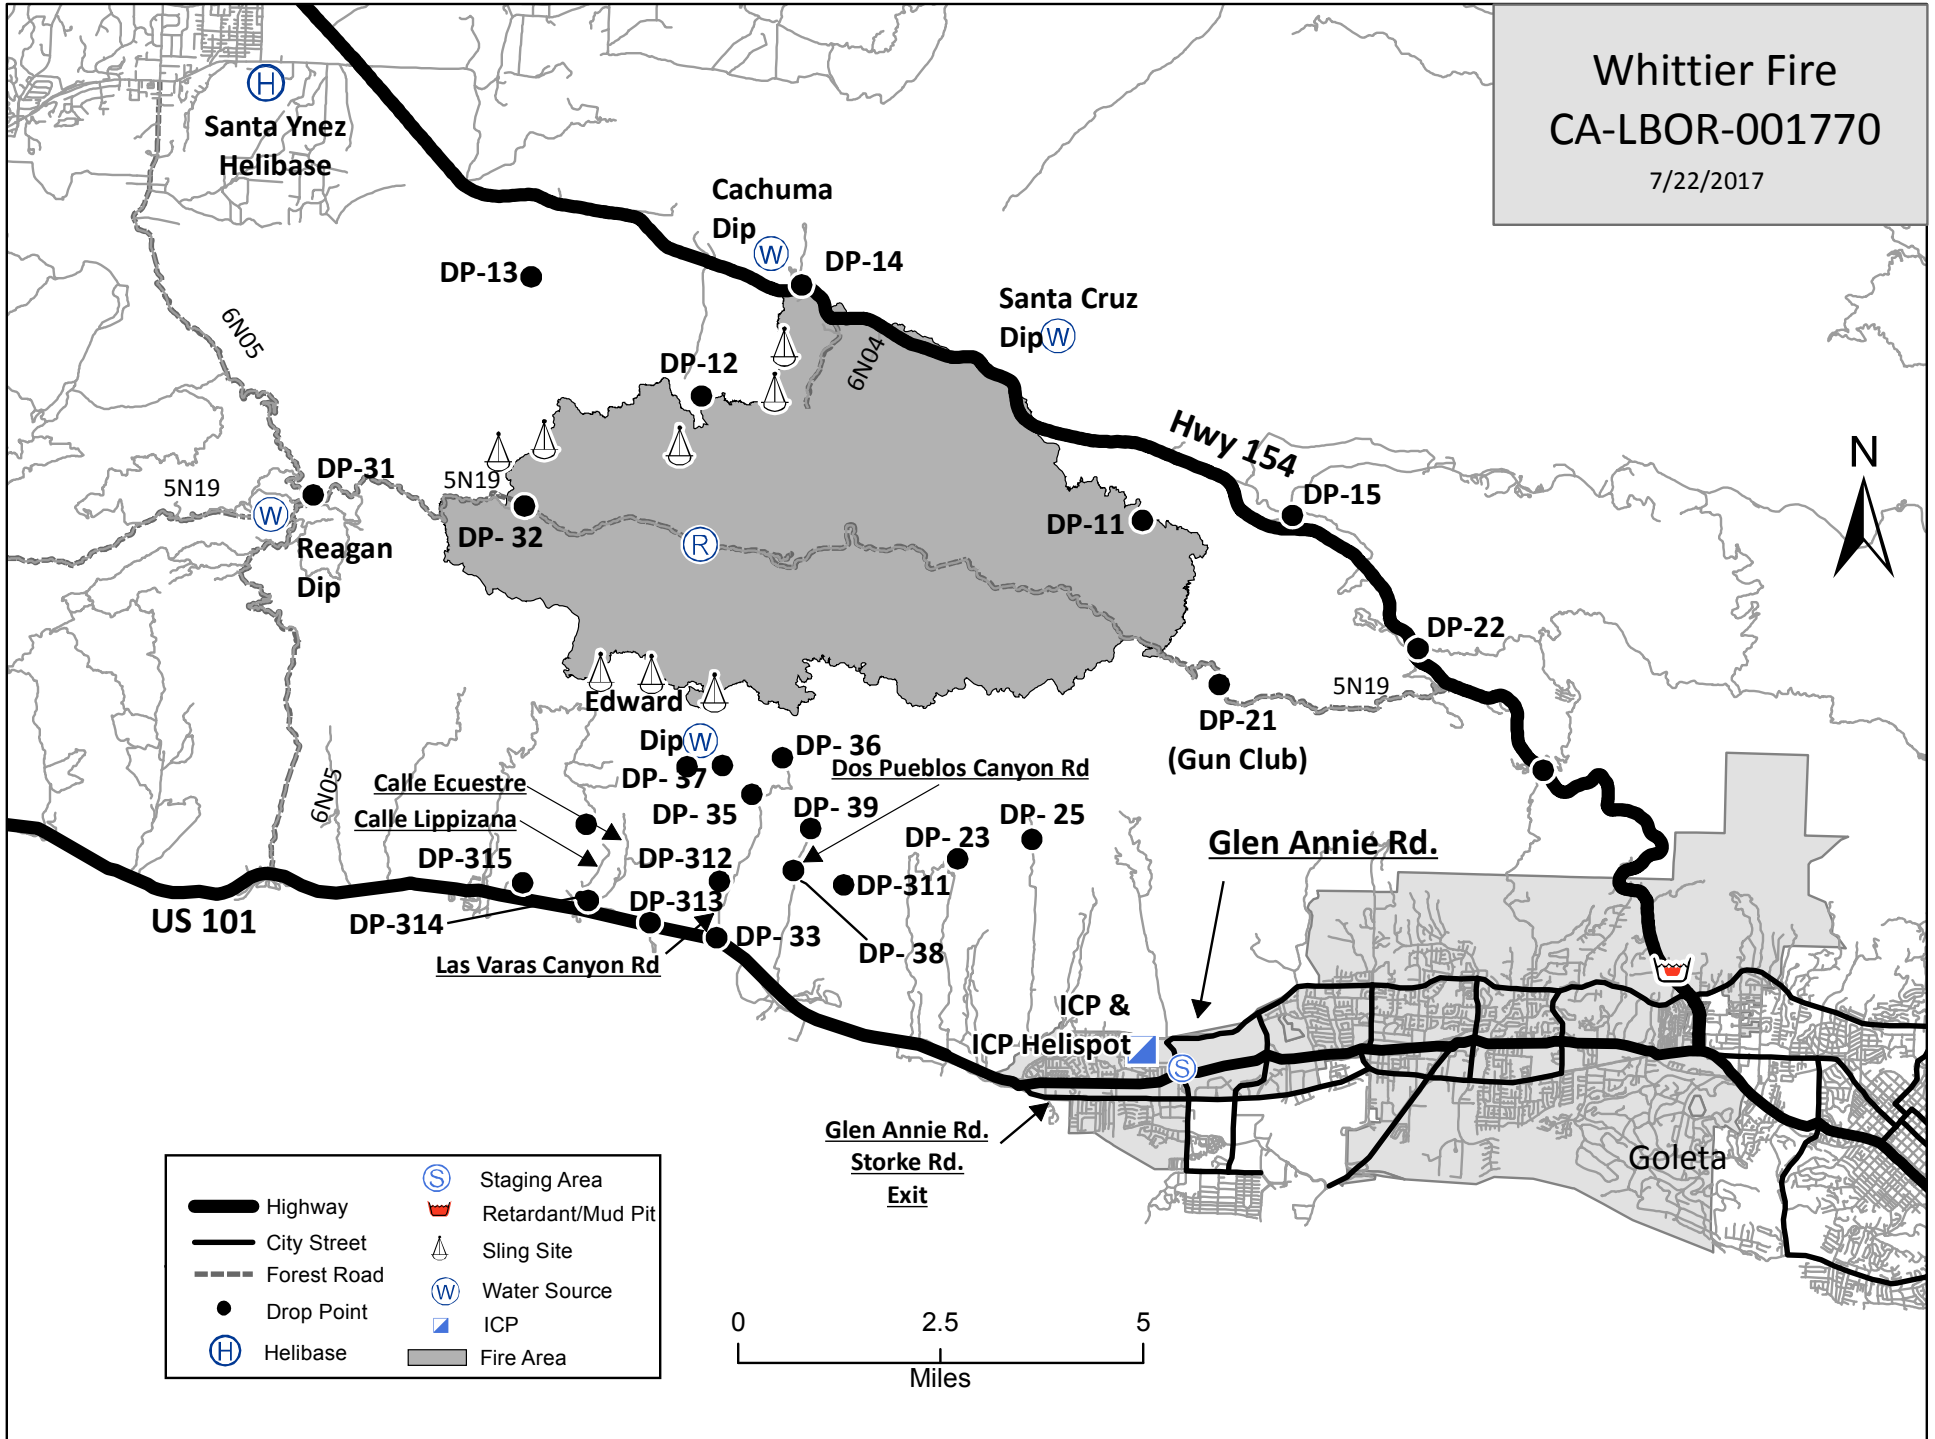 Whittier Fire
CA-LBOR-001770
7/22/2017
H
Santa Ynez
Helibase
Cachuma
Dip
W
DP-14
DP-13
Santa Cruz
Dip
W
6N05
6N04
DP-12
Hwy 154
N
DP-31
5N19
5N19
W
DP-15
Reagan
Dip
DP- 32
R
DP-11
DP-22
5N19
Edward
Dip
W
DP-21
(Gun Club)
DP- 36
DP- 37
Dos Pueblos Canyon Rd
6N05
Calle Ecuestre
Calle Lippizana
DP- 35
DP- 39
DP- 23
DP- 25
Glen Annie Rd.
DP-315
DP-312
DP-311
DP-313
US 101
DP-314
DP- 33
DP- 38
Las Varas Canyon Rd
ICP &
ICP Helispot
S
Glen Annie Rd.
Storke Rd.
Exit
Goleta
Highway
City Street
Forest Road
Drop Point
H
Helibase
S
Staging Area
Retardant/Mud Pit
Sling Site
W
Water Source
ICP
Fire Area
0
2.5
5
Miles